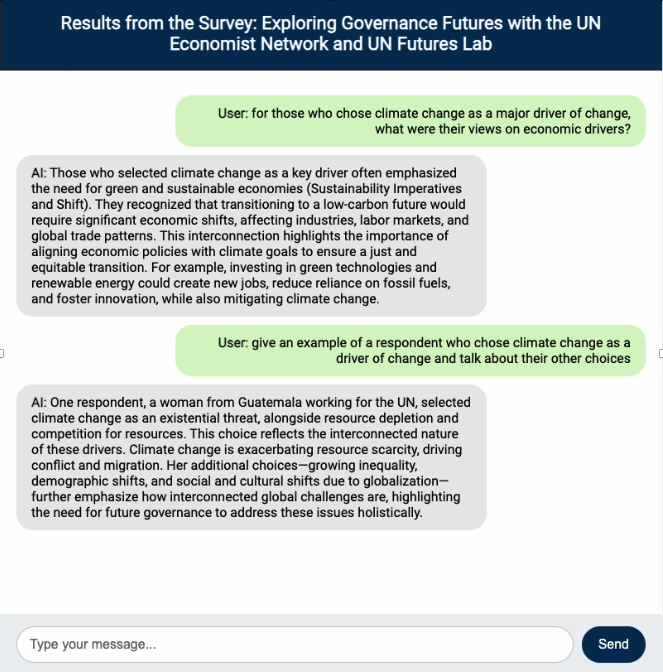 Results from the Survey: Exploring Governance Futures with the UN
Economist Network and UN Futures Lab
User: for those who chose climate change as a major driver of change,
what were their views on economic drivers?
AI: Those who selected climate change as a key driver often emphasized
the need for green and sustainable economies (Sustainability Imperatives
and Shift). They recognized that transitioning to a low-carbon future would
require significant economic shifts, affecting industries, labor markets, and
global trade patterns. This interconnection highlights the importance of
aligning economic policies with climate goals to ensure a just and
equitable transition. For example, investing in green technologies and
renewable energy could create new jobs, reduce reliance on fossil fuels,
and foster innovation, while also mitigating climate change.
User: give an example of a respondent who chose climate change as a
driver of change and talk about their other choices
AI: One respondent, a woman from Guatemala working for the UN, selected
climate change as an existential threat, alongside resource depletion and
competition for resources. This choice reflects the interconnected nature
of these drivers. Climate change is exacerbating resource scarcity, driving
conflict and migration. Her additional choices—growing inequality,
demographic shifts, and social and cultural shifts due to globalization—
further emphasize how interconnected global challenges are, highlighting
the need for future governance to address these issues holistically.
Type your message...
Send